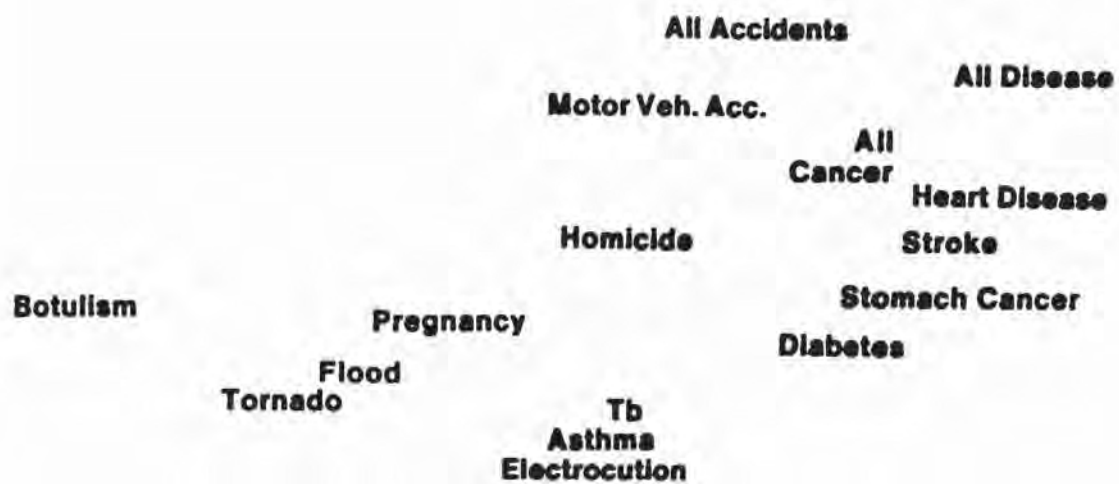 All Accidents
All Disease
Motor Veh. Acc.
All
Cancer
Heart Disease
Homicide
Stroke
Botulism
Stomach Cancer
Pregnancy
Diabetes
Flood
Tornado
Tb
Asthma
Electrocution